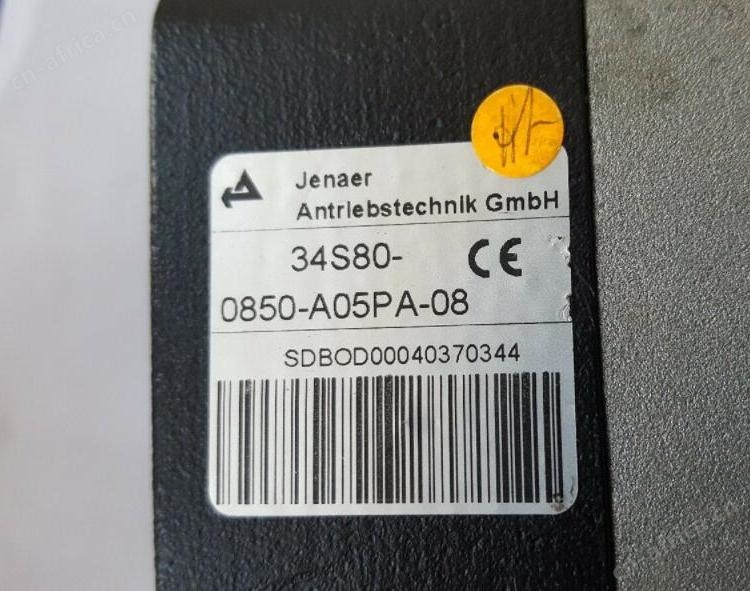 cn-africa.cn
Jenaer
Antriebstechnik GmbH
34S80-
CE
0850-A05PA-08
SDBOD00040370344